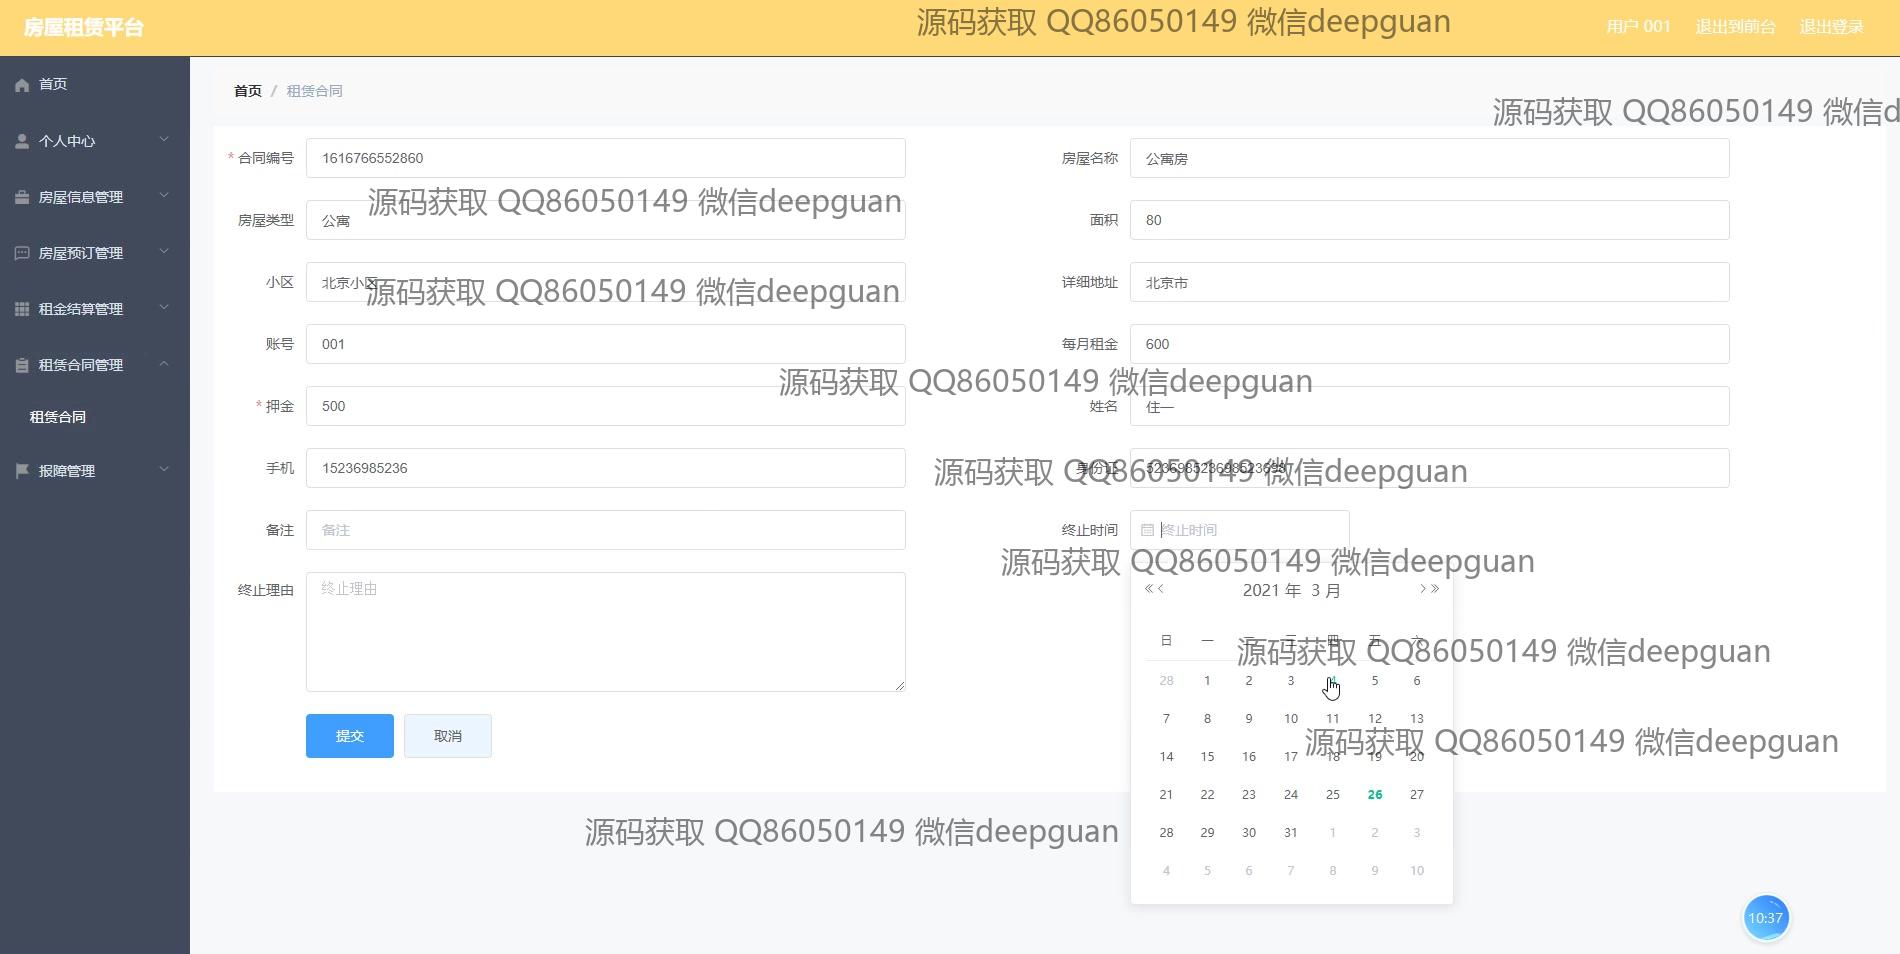 房屋租赁平台
源码获取 QQ86050149 微信deepguan
用户 001 退出到前台 退出登录
首页
首页 / 租赁合同
源码获取 QQ86050149 微信d
个人中心
* 合同编号 1616766552860 房屋名称 公寓房
房屋信息管理
源码获取 QQ86050149 微信deepguan
房屋类型 公寓 面积 80
房屋预订管理
小区 北京小区 详细地址 北京市
源码获取 QQ86050149 微信deepguan
租金结算管理
账号 001 每月租金 600
租赁合同管理
源码获取 QQ86050149 微信deepguan
* 押金 500 姓名 住一
租赁合同
手机 15236985236 身份证 523698523698523698
报障管理
源码获取 QQ86050149 微信deepguan
备注 备注 终止时间 终止时间
源码获取 QQ86050149 微信deepguan
终止理由 终止理由
2021 年 3 月
日 一 二 三 四 五 六
源码获取 QQ86050149 微信deepguan
28 1 2 3 4 5 6
7 8 9 10 11 12 13
提交 取消
源码获取 QQ86050149 微信deepguan
14 15 16 17 18 19 20
21 22 23 24 25 26 27
28 29 30 31 1 2 3
源码获取 QQ86050149 微信deepguan
4 5 6 7 8 9 10
10:37